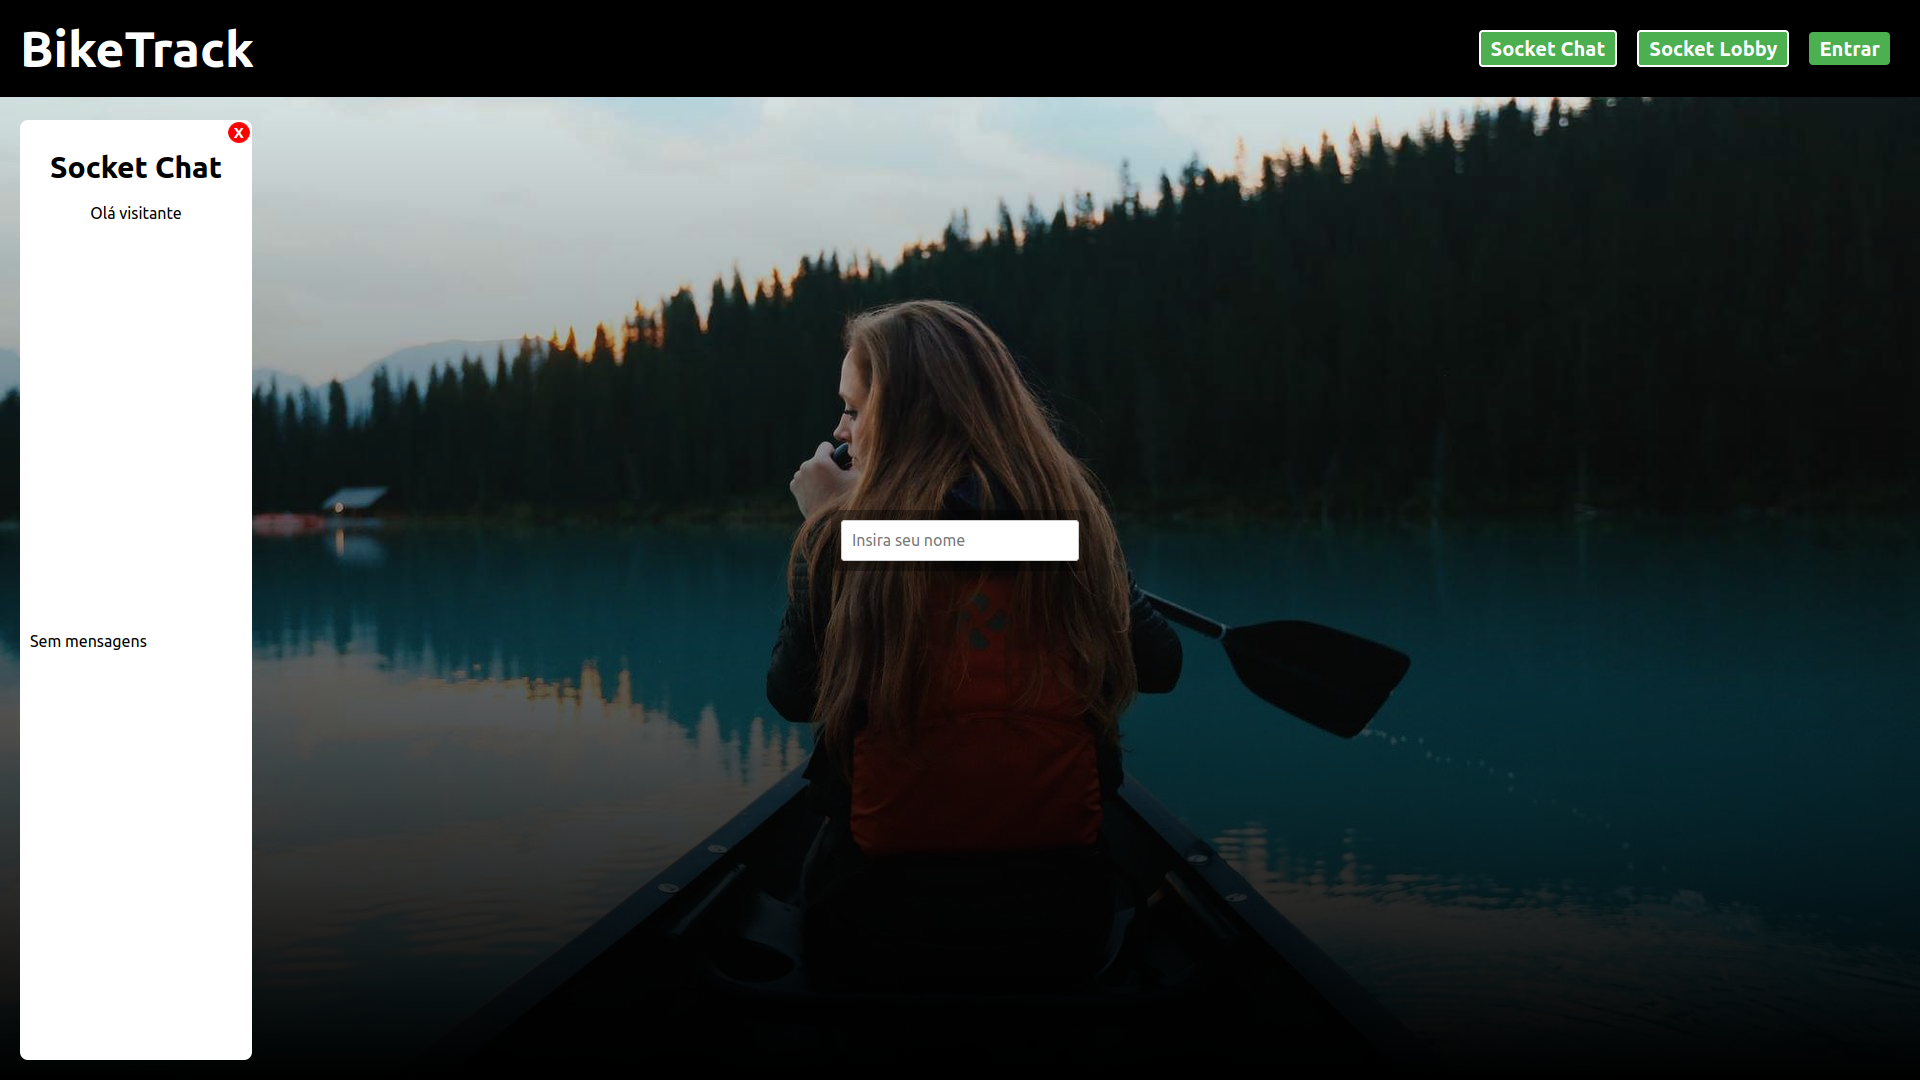 BikeTrack
Socket Chat
Socket Lobby
Entrar
X
Socket Chat
Olá visitante
Sem mensagens
Insira seu nome